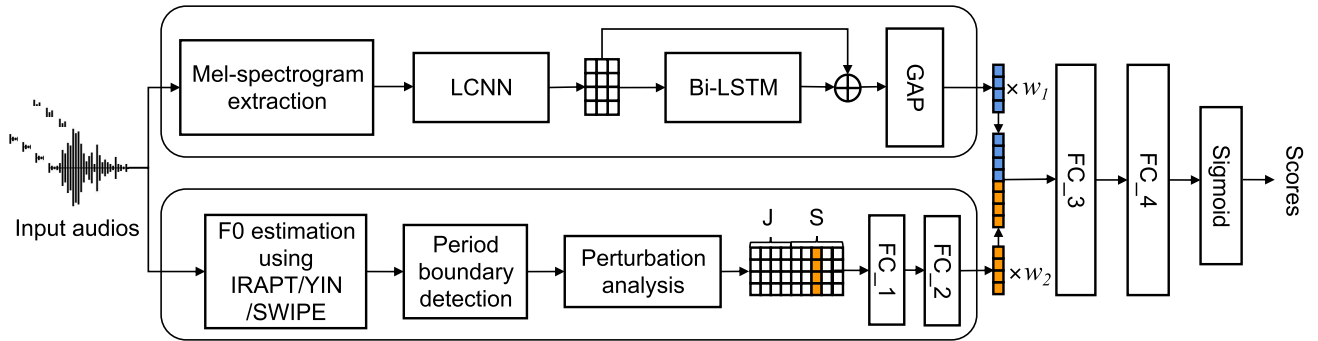 Input audios
Mel-spectrogram
extraction
LCNN
Bi-LSTM
GAP
× w1
F0 estimation
using
IRAPT/YIN
/SWIPE
Period
boundary
detection
Perturbation
analysis
J
S
FC_1
FC_2
× w2
FC_3
FC_4
Sigmoid
Scores